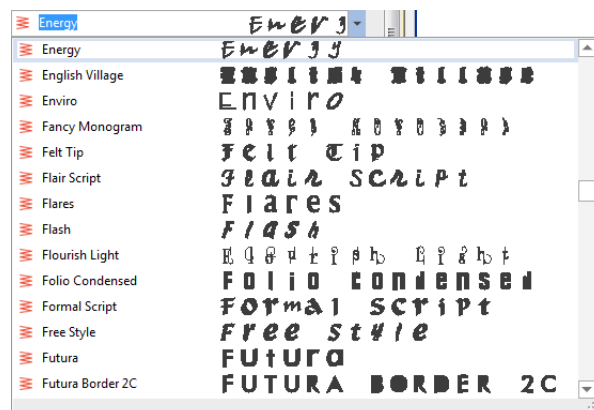 Energy Energy
Energy Energy
English Village English Village
Enviro Enviro
Fancy Monogram
Felt Tip Felt Tip
Flair Script Flair Script
Flares Flares
Flash Flash
Flourish Light Flourish Light
Folio Condensed Folio Condensed
Formal Script Formal Script
Free Style Free Style
Futura Futura
Futura Border 2C FUTURA BORDER 2C